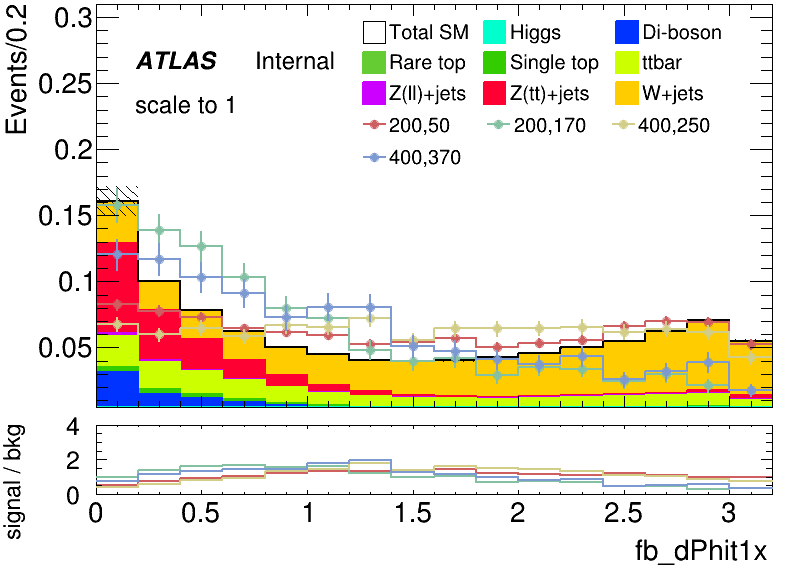 Events/0.2
0.3
0.25
0.2
0.15
0.1
0.05
ATLAS Internal
scale to 1
Total SM Higgs Di-boson
Rare top Single top ttbar
Z(ll)+jets Z(tt)+jets W+jets
200,50 200,170 400,250
400,370
signal / bkg
4
2
0
0 0.5 1 1.5 2 2.5 3
fb_dPhit1x